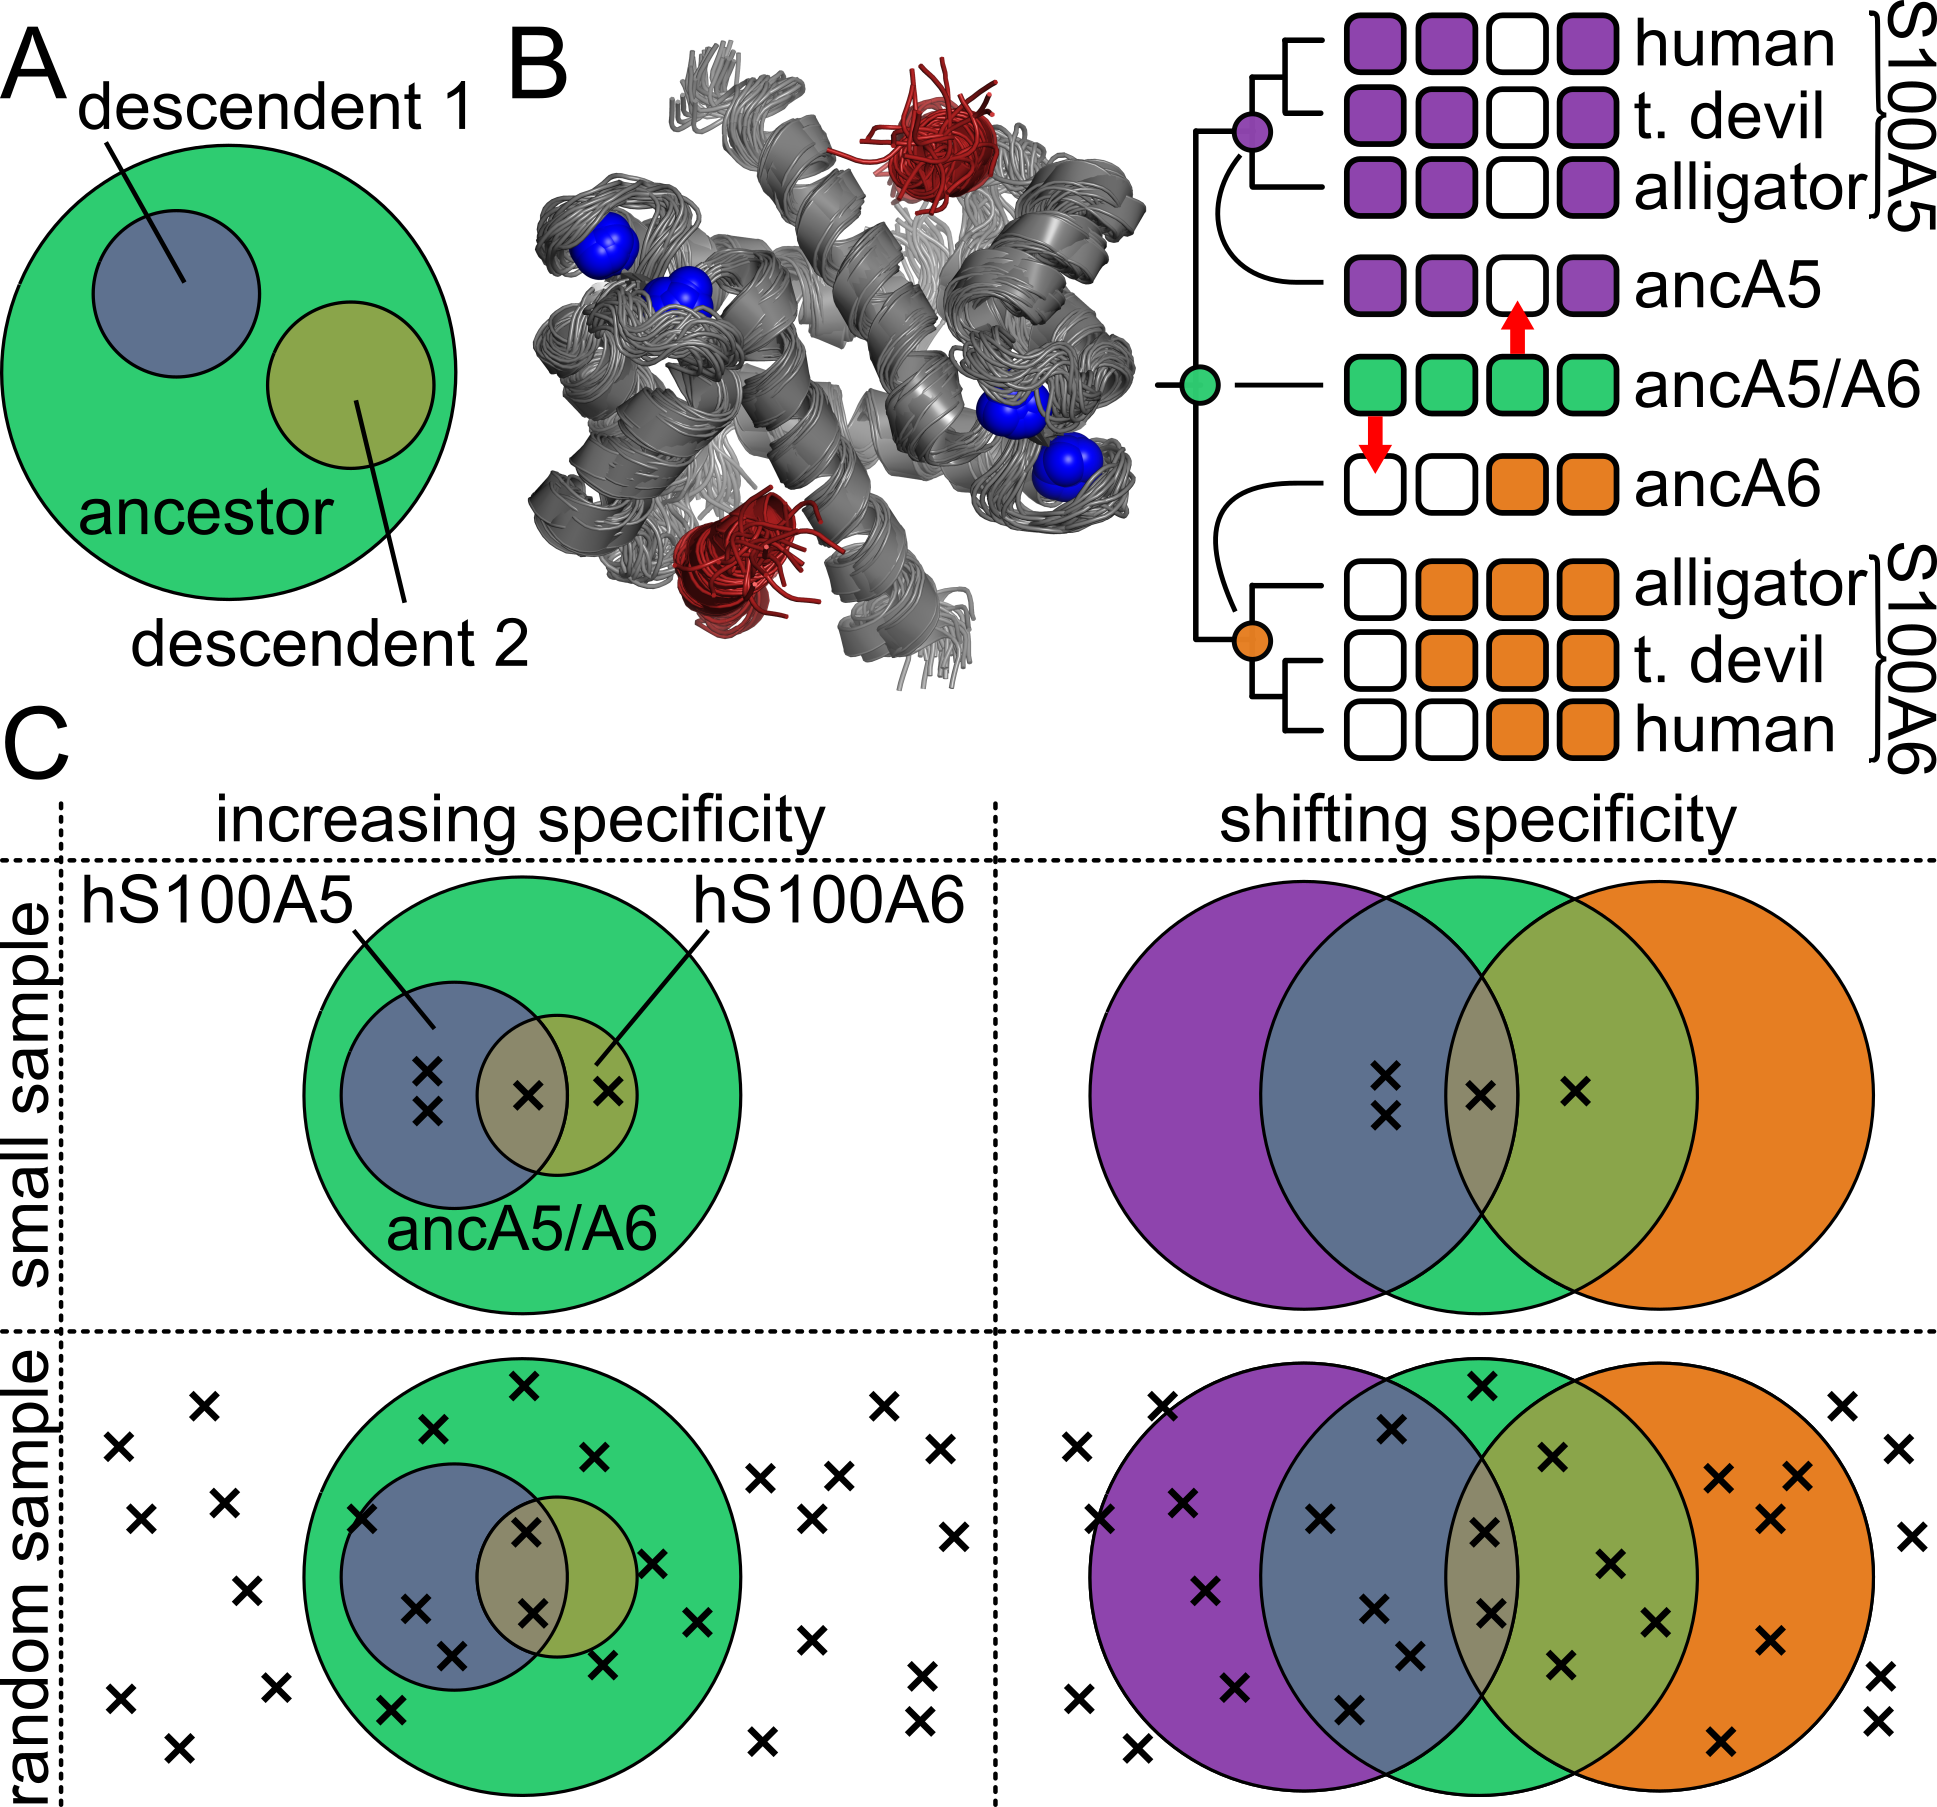 A
descendent 1
ancestor
descendent 2
B
human
t. devil
alligator
S100A5
ancA5
ancA5/A6
ancA6
alligator
t. devil
human
S100A6
C
increasing specificity
shifting specificity
small sample
hS100A5
hS100A6
ancA5/A6
random sample